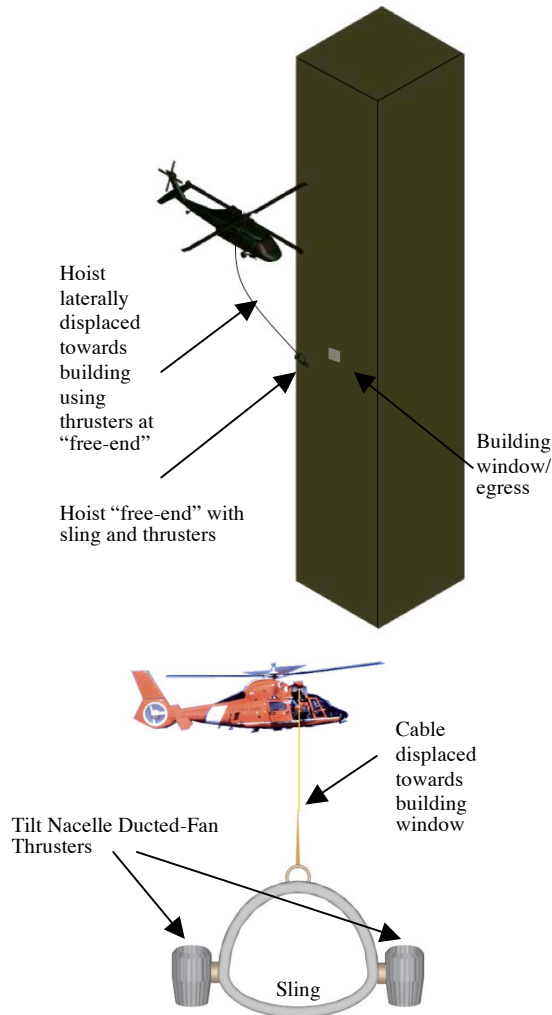 Hoist
laterally
displaced
towards
building
using
thrusters at
“free-end”
Building
window/
egress
Hoist “free-end” with
sling and thrusters
Cable
displaced
towards
building
window
Tilt Nacelle Ducted-Fan
Thrusters
Sling